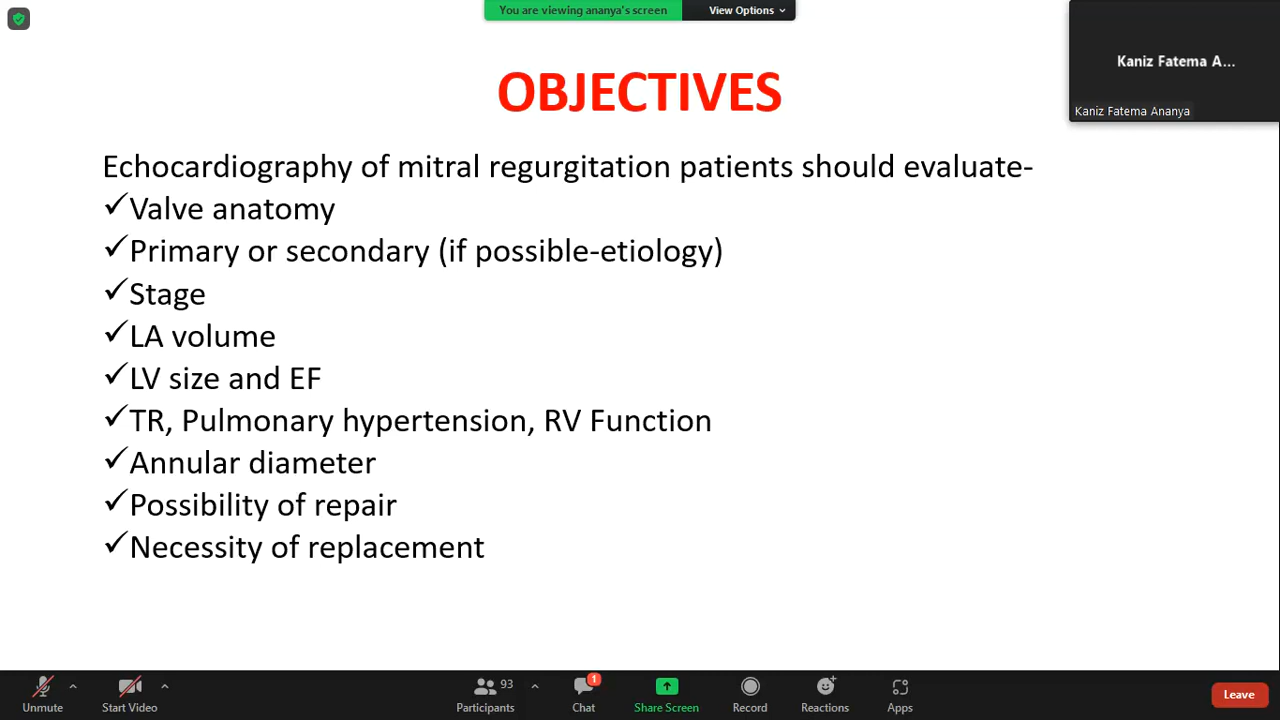 You are viewing ananya's screen
View Options
Kaniz Fatema A...
Kaniz Fatema Ananya
OBJECTIVES
Echocardiography of mitral regurgitation patients should evaluate-
✓Valve anatomy
✓Primary or secondary (if possible-etiology)
✓Stage
✓LA volume
✓LV size and EF
✓TR, Pulmonary hypertension, RV Function
✓Annular diameter
✓Possibility of repair
✓Necessity of replacement
Unmute
Start Video
Participants
93
Chat
1
Share Screen
Record
Reactions
Apps
Leave